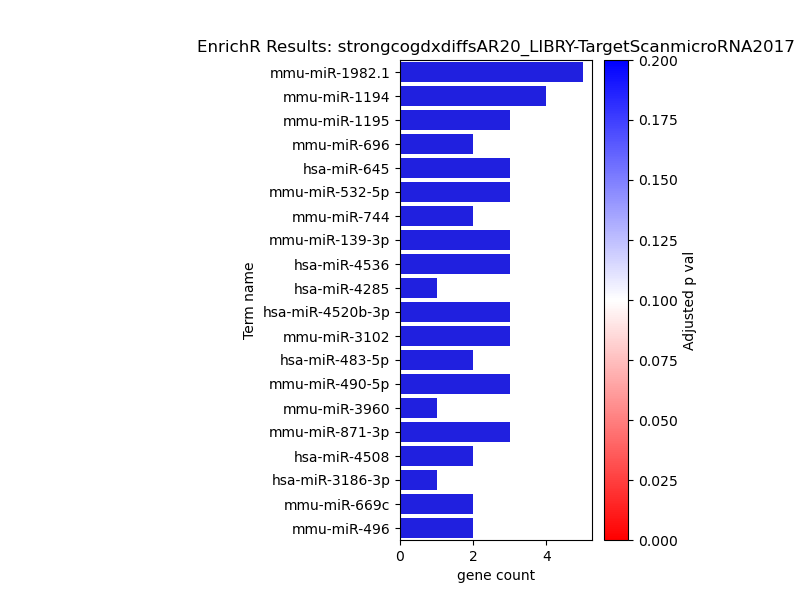 EnrichR Results: strongcogdxdiffsAR20_LIBRY-TargetScanmicroRNA2017
mmu-miR-1982.1
mmu-miR-1194
mmu-miR-1195
mmu-miR-696
hsa-miR-645
mmu-miR-532-5p
mmu-miR-744
mmu-miR-139-3p
hsa-miR-4536
hsa-miR-4285
hsa-miR-4520b-3p
mmu-miR-3102
hsa-miR-483-5p
mmu-miR-490-5p
mmu-miR-3960
mmu-miR-871-3p
hsa-miR-4508
hsa-miR-3186-3p
mmu-miR-669c
mmu-miR-496
Term name
0 2 4
gene count
0.200
0.175
0.150
0.125
0.100
0.075
0.050
0.025
0.000
Adjusted p val